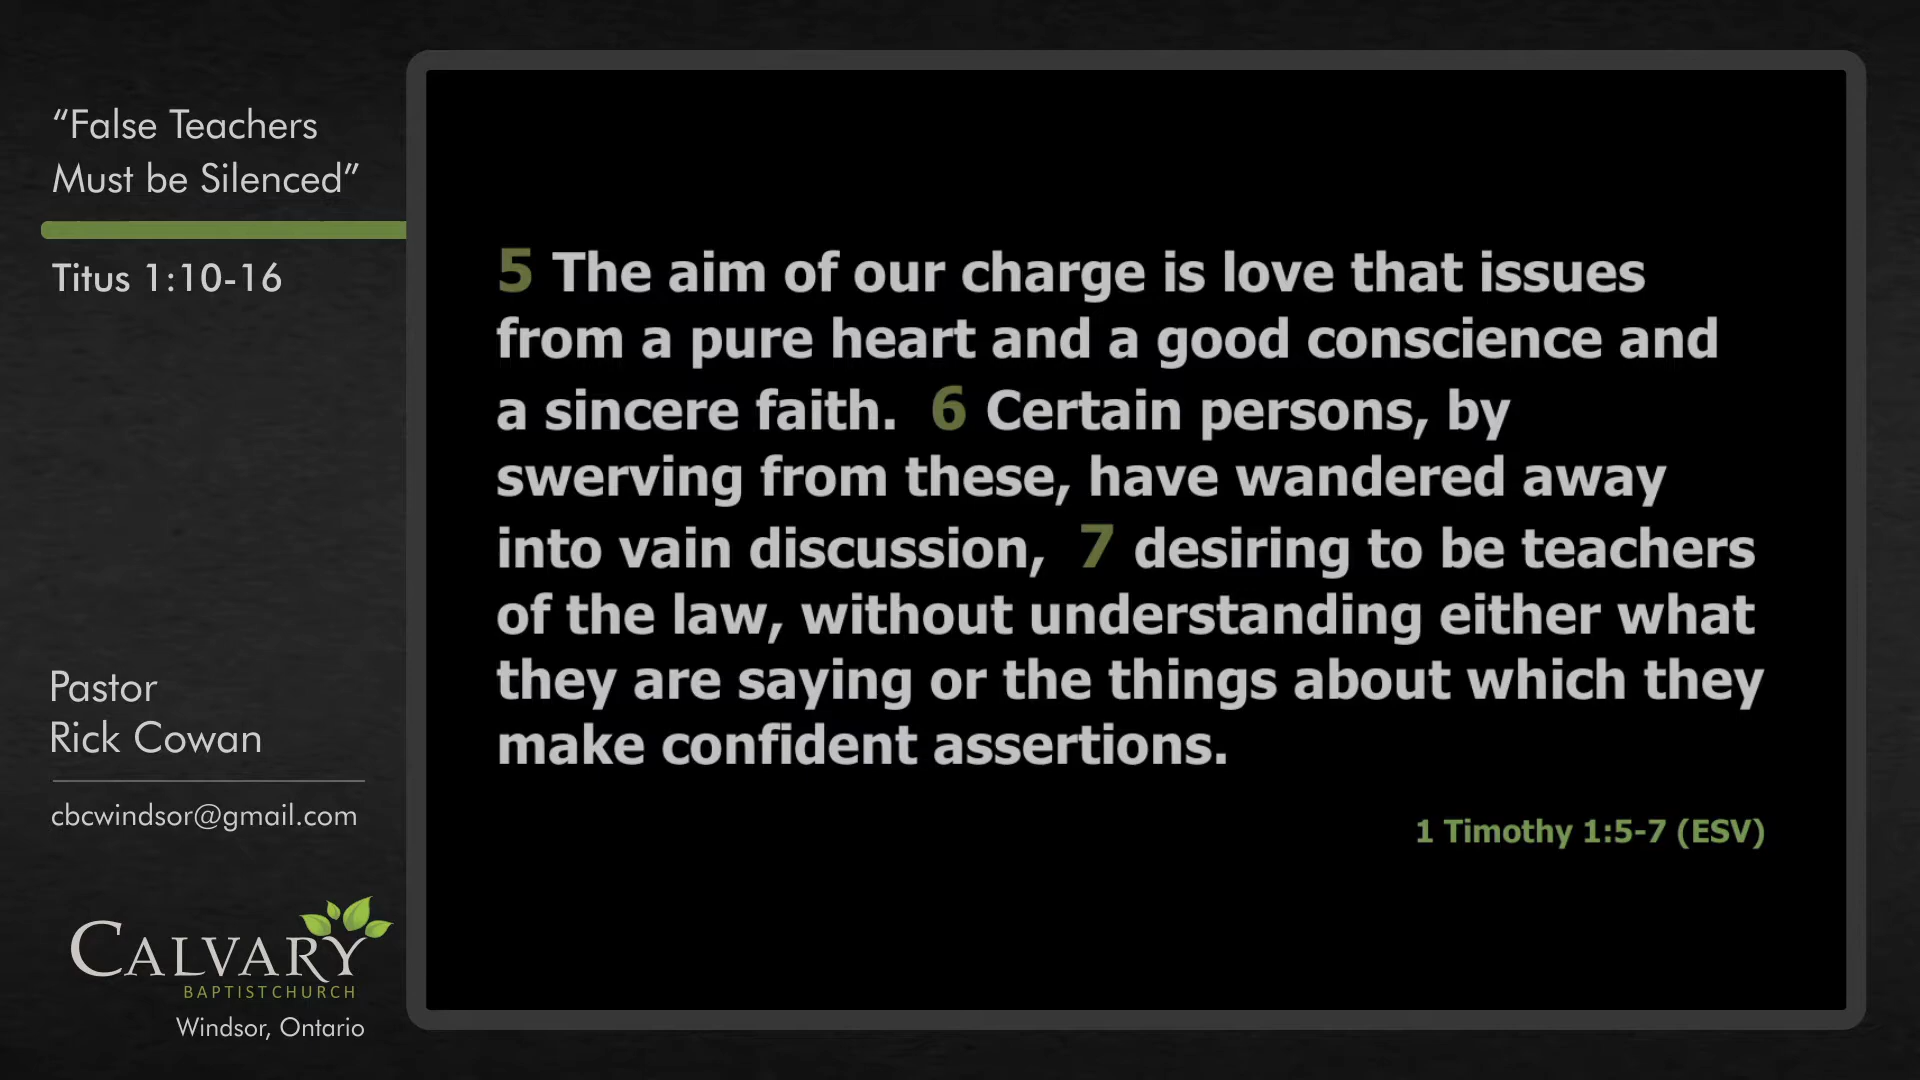 “False Teachers
Must be Silenced”
Titus 1:10-16
Pastor
Rick Cowan
cbcwindsor@gmail.com
CALVARY
BAPTISTCHURCH
Windsor, Ontario
5 The aim of our charge is love that issues
from a pure heart and a good conscience and
a sincere faith. 6 Certain persons, by
swerving from these, have wandered away
into vain discussion, 7 desiring to be teachers
of the law, without understanding either what
they are saying or the things about which they
make confident assertions.
1 Timothy 1:5-7 (ESV)